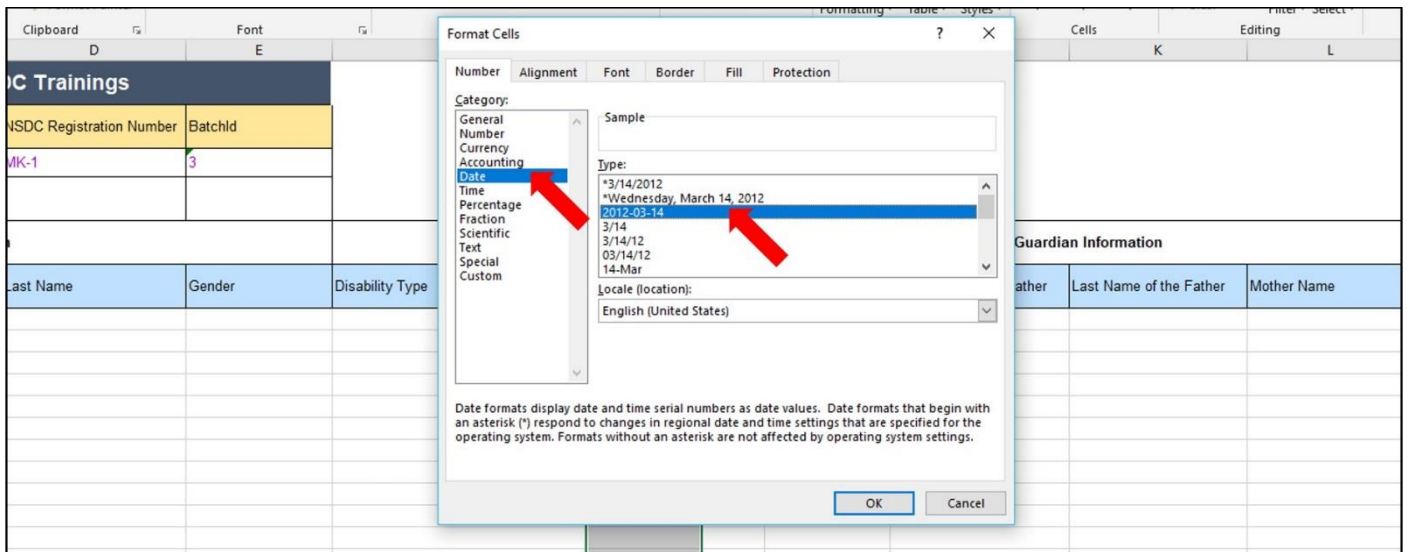 Formatting Table Styles Filter Select
Clipboard Font Cells Editing
D E K L
C Trainings
NSDC Registration Number BatchId
MK-1 3
Guardian Information
Last Name Gender Disability Type ather Last Name of the Father Mother Name
Format Cells ? ×
Number Alignment Font Border Fill Protection
Category:
General
Number
Currency
Accounting
Date
Time
Percentage
Fraction
Scientific
Text
Special
Custom
Sample
Type:
*3/14/2012
*Wednesday, March 14, 2012
2012-03-14
3/14
3/14/12
03/14/12
14-Mar
Locale (location):
English (United States)
Date formats display date and time serial numbers as date values. Date formats that begin with
an asterisk (*) respond to changes in regional date and time settings that are specified for the
operating system. Formats without an asterisk are not affected by operating system settings.
OK Cancel